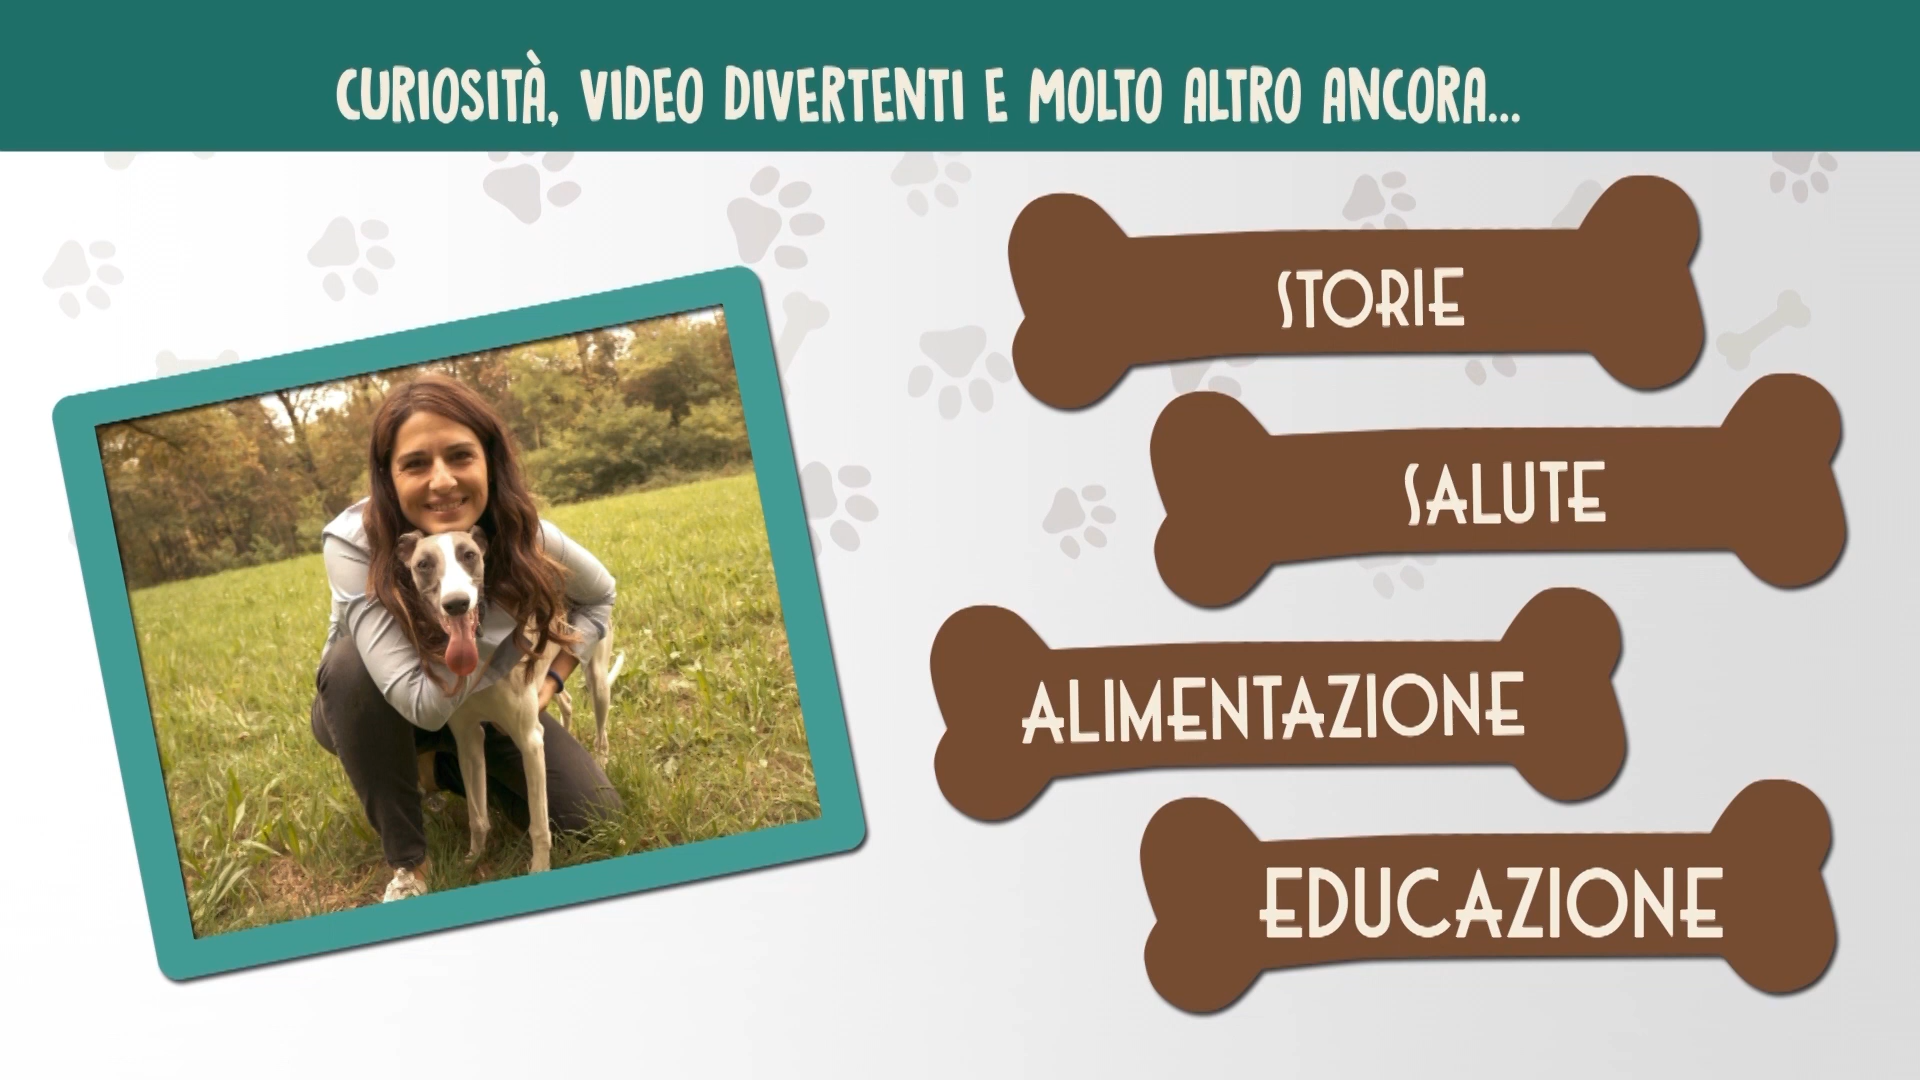 CURIOSITÀ, VIDEO DIVERTENTI E MOLTO ALTRO ANCORA...
STORIE
SALUTE
ALIMENTAZIONE
EDUCAZIONE